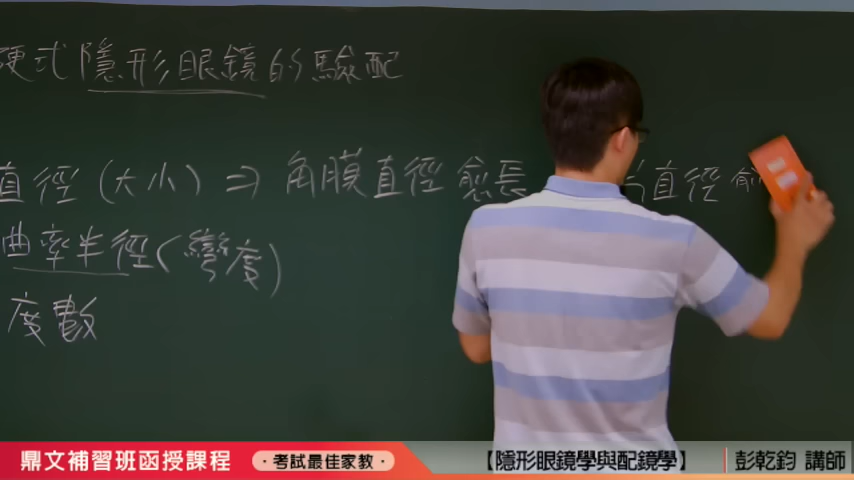 硬式隱形眼鏡的驗配
直徑(大小)⇒角膜直徑愈長 直徑
曲率半徑(彎度)
度數
鼎文補習班函授課程 ·考試最佳家教· 【隱形眼鏡學與配鏡學】 彭乾鈞 講師